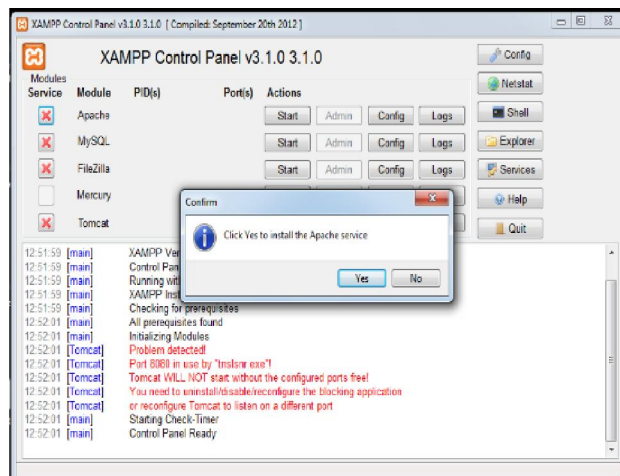 XAMPP Control Panel v3.1.0 3.1.0 [ Compiled: September 20th 2012 ]
XAMPP Control Panel v3.1.0 3.1.0
Config
Modules
Service Module PID(s) Port(s) Actions
Netstat
Apache Start Admin Config Logs
Shell
MySQL Start Admin Config Logs
Explorer
FileZilla Start Admin Config Logs
Services
Mercury
Help
Tomcat
Quit
Confirm
Click Yes to install the Apache service
Yes No
12:51:59 [main] XAMPP Ver
12:51:59 [main] Control Pan
12:51:59 [main] Running wit
12:51:59 [main] XAMPP Inst
12:51:59 [main] Checking for prerequisites
12:52:01 [main] All prerequisites found
12:52:01 [main] Initializing Modules
12:52:01 [Tomcat] Problem detected!
12:52:01 [Tomcat] Port 8080 in use by "tnslsnr.exe"!
12:52:01 [Tomcat] Tomcat WILL NOT start without the configured ports free!
12:52:01 [Tomcat] You need to uninstall/disable/reconfigure the blocking application
12:52:01 [Tomcat] or reconfigure Tomcat to listen on a different port
12:52:01 [main] Starting Check-Timer
12:52:01 [main] Control Panel Ready